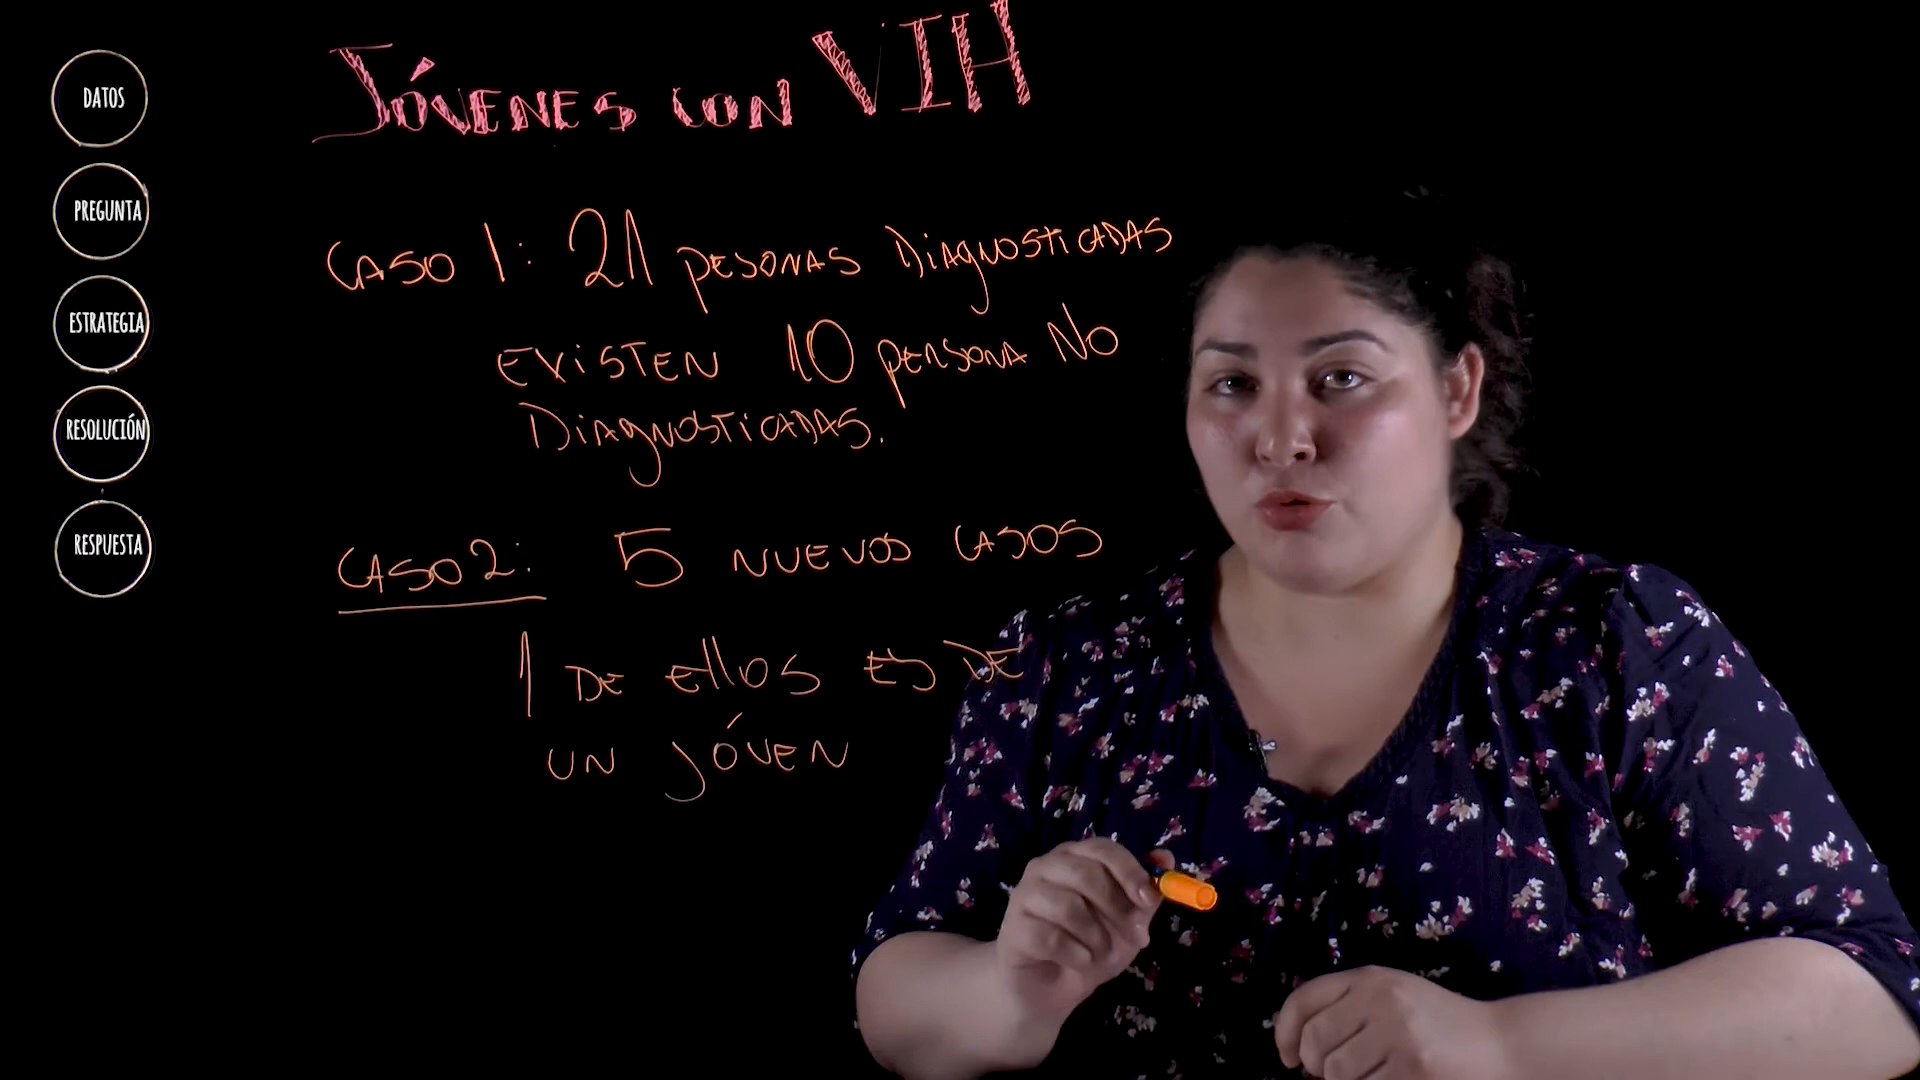 DATOS
PREGUNTA
ESTRATEGIA
RESOLUCIÓN
RESPUESTA
JÓVENES CON VIH
CASO 1: 21 PESONAS DIAGNOSTICADAS
EXISTEN 10 PERSONA NO
DIAGNOSTICADAS.
CASO 2: 5 NUEVOS CASOS
1 DE ELLOS ES DE
UN JÓVEN